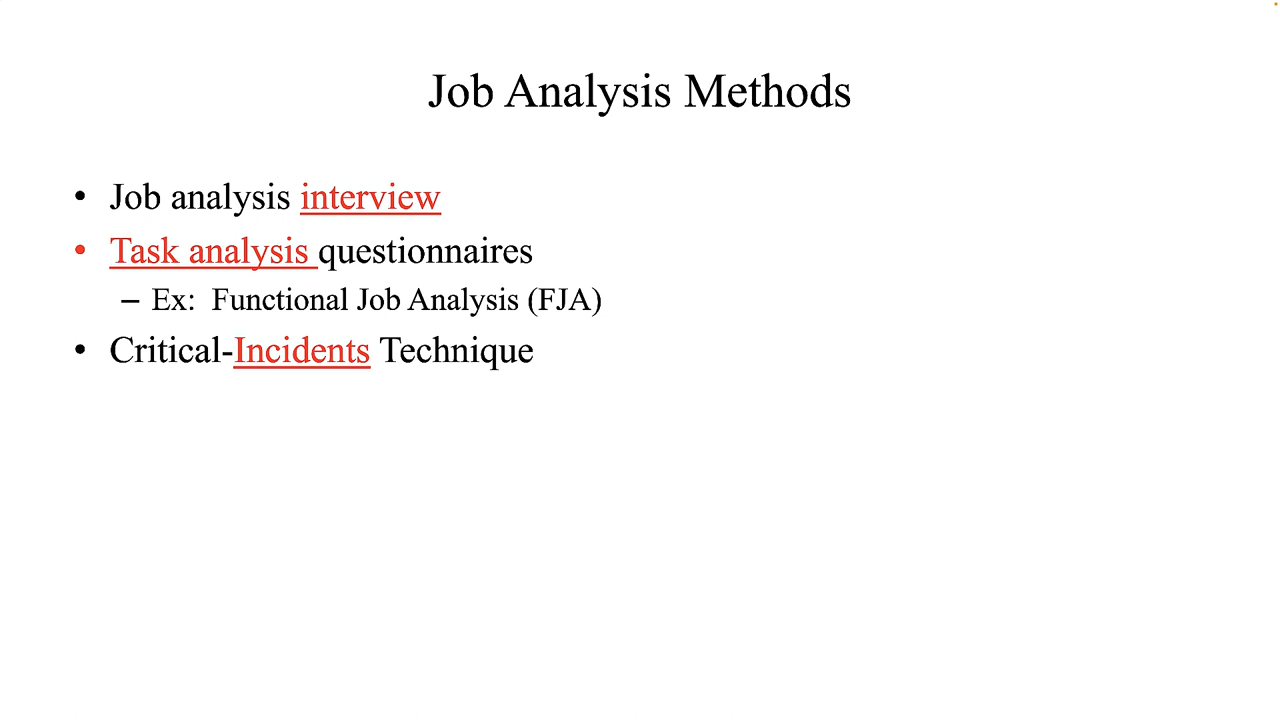 Job Analysis Methods
• Job analysis interview
• Task analysis questionnaires
– Ex: Functional Job Analysis (FJA)
• Critical-Incidents Technique